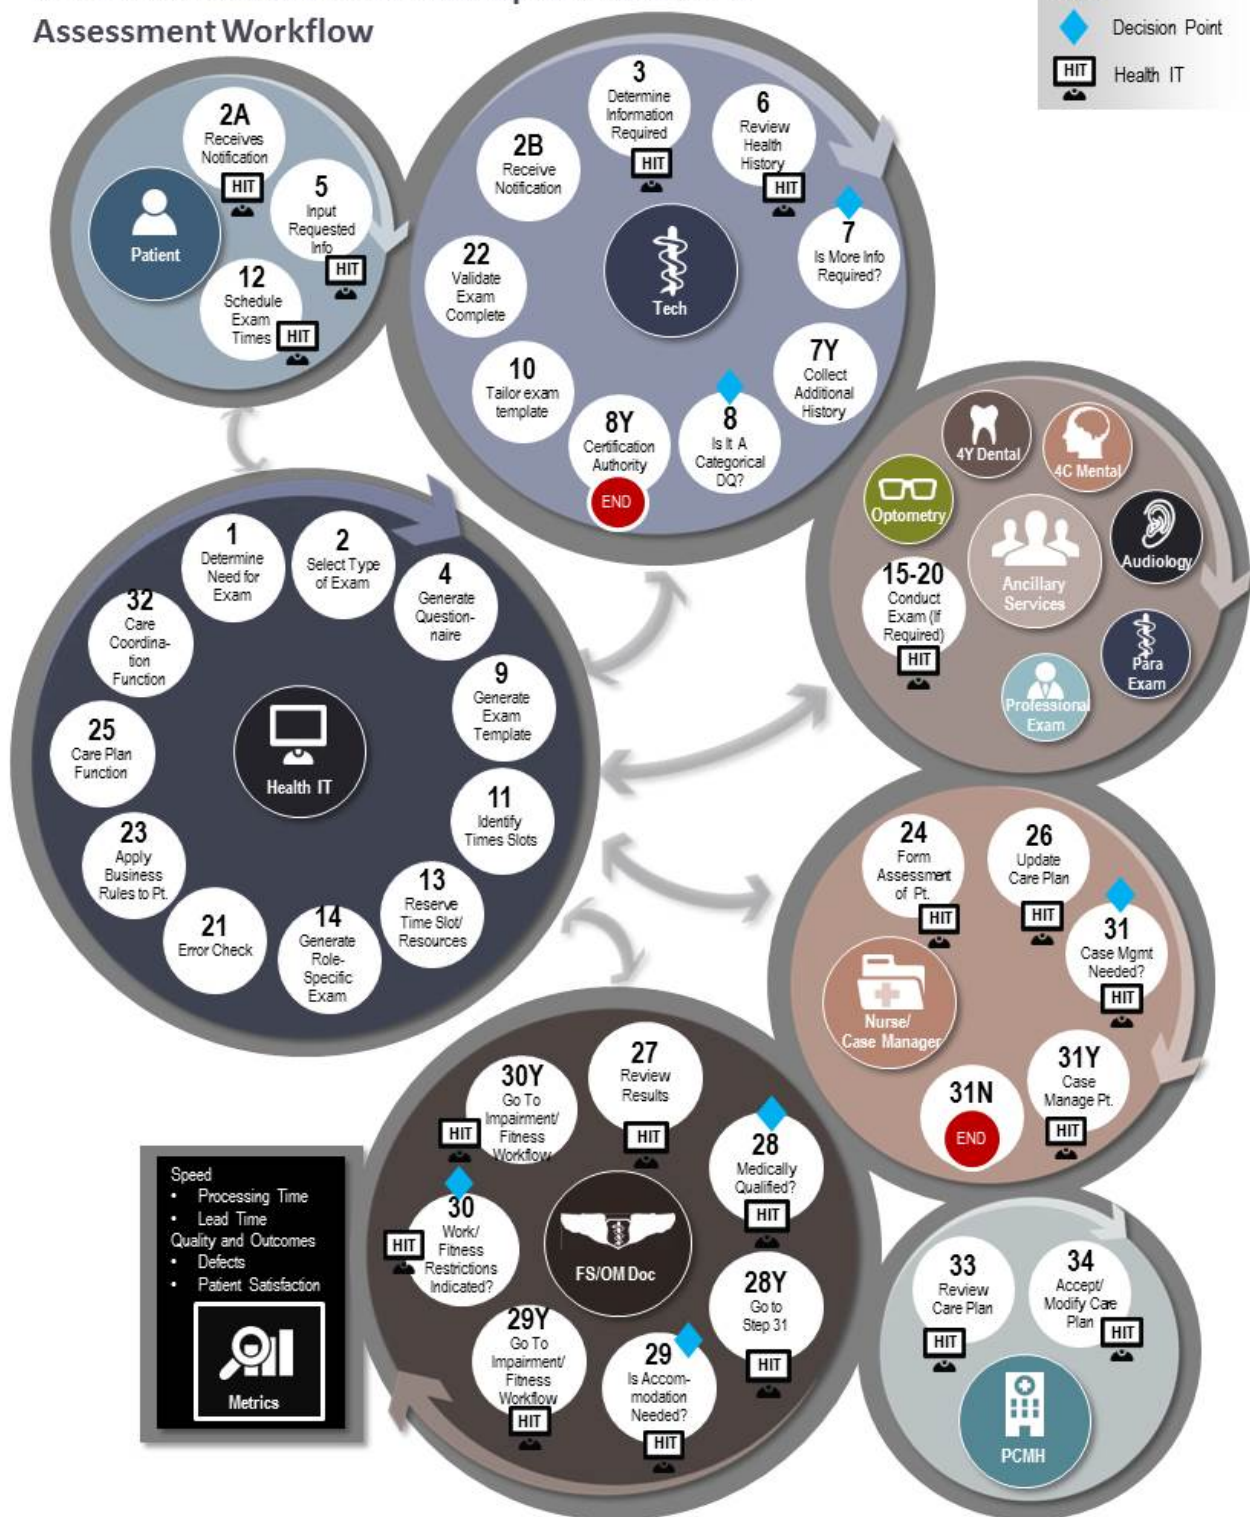 Assessment Workflow
Decision Point
HIT
Health IT
2A
Receives
Notification
HIT
5
Input
Requested
Info
HIT
12
Schedule
Exam
Times
HIT
Patient
3
Determine
Information
Required
HIT
6
Review
Health
History
HIT
2B
Receive
Notification
7
Is More Info
Required?
22
Validate
Exam
Complete
Tech
7Y
Collect
Additional
History
10
Tailor exam
template
8Y
Certification
Authority
END
8
Is It A
Categorical
DQ?
4Y Dental
4C Mental
Optometry
Audiology
Ancillary
Services
15-20
Conduct
Exam (If
Required)
HIT
Para
Exam
Professional
Exam
1
Determine
Need for
Exam
2
Select Type
of Exam
4
Generate
Question-
naire
32
Care
Coordina-
tion
Function
9
Generate
Exam
Template
25
Care Plan
Function
Health IT
11
Identify
Times Slots
23
Apply
Business
Rules to Pt.
13
Reserve
Time Slot/
Resources
21
Error Check
14
Generate
Role-
Specific
Exam
24
Form
Assessment
of Pt.
HIT
26
Update
Care Plan
HIT
31
Case Mgmt
Needed?
HIT
Nurse/
Case Manager
31Y
Case
Manage Pt.
HIT
31N
END
27
Review
Results
HIT
30Y
Go To
Impairment/
Fitness
Workflow
HIT
28
Medically
Qualified?
HIT
30
Work/
Fitness
Restrictions
Indicated?
HIT
FS/OM Doc
28Y
Go to
Step 31
HIT
29Y
Go To
Impairment/
Fitness
Workflow
HIT
29
Is Accom-
modation
Needed?
HIT
33
Review
Care Plan
HIT
34
Accept/
Modify Care
Plan
HIT
PCMH
Speed
• Processing Time
• Lead Time
Quality and Outcomes
• Defects
• Patient Satisfaction
Metrics